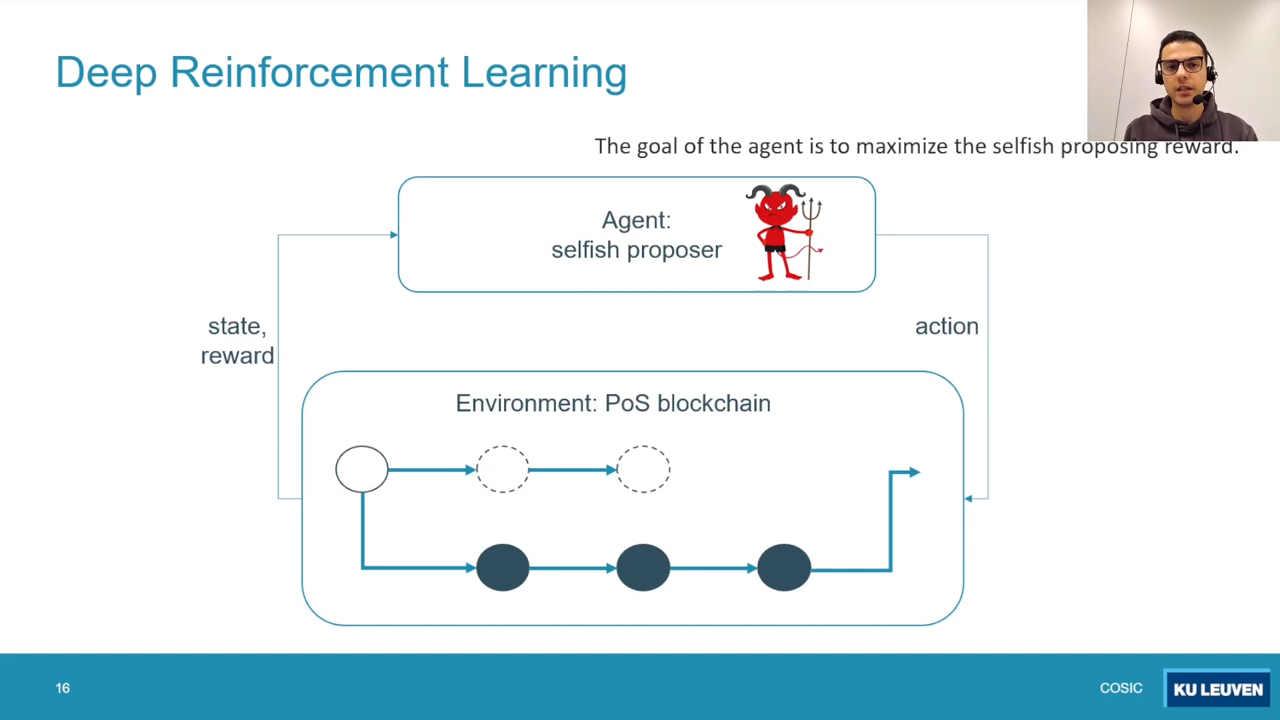 Deep Reinforcement Learning
The goal of the agent is to maximize the selfish proposing reward.
Agent:
selfish proposer
state,
reward
action
Environment: PoS blockchain
16
COSIC
KU LEUVEN